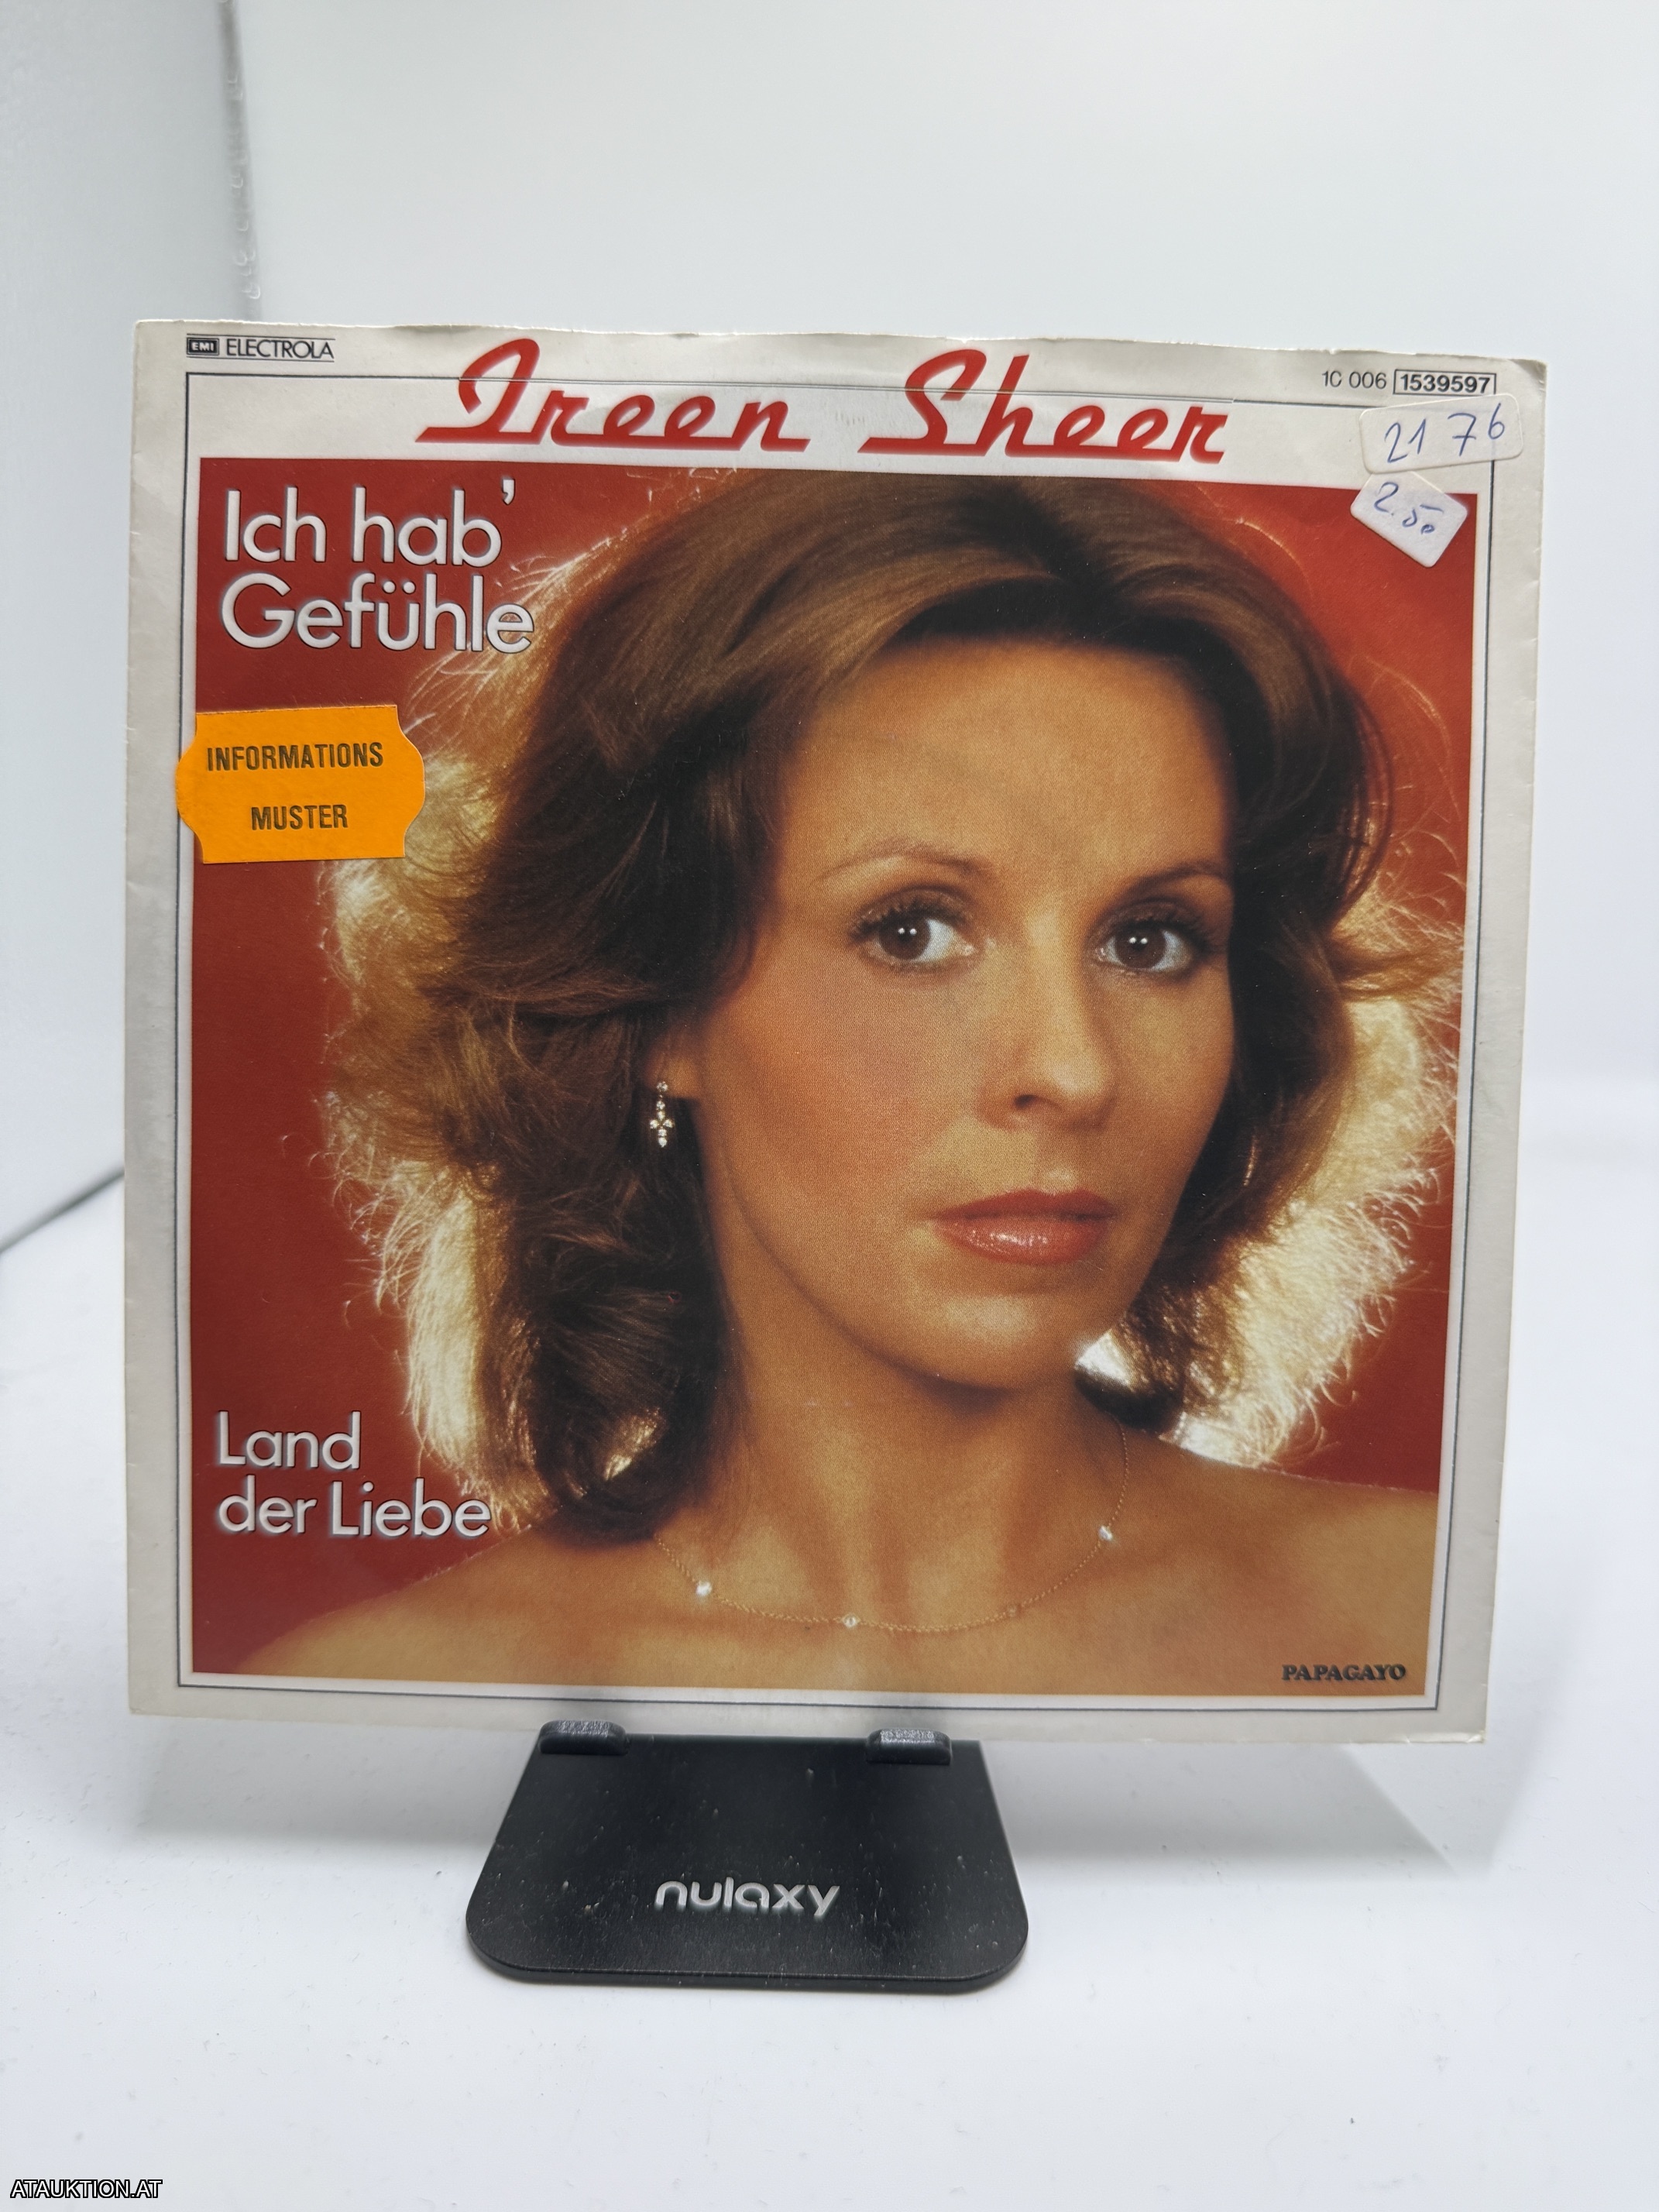 EMI ELECTROLA
Ireen Sheer
1C 006 1539597
21 76
2.50
Ich hab'
Gefühle
INFORMATIONS
MUSTER
Land
der Liebe
PAPAGAYO
nulaxy
ATAUKTION.AT